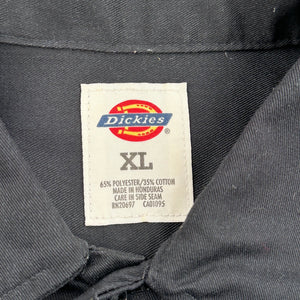 Dickies
®
XL
65% POLYESTER/35% COTTON
MADE IN HONDURAS
CARE IN SIDE SEAM
RN20697 CA01095